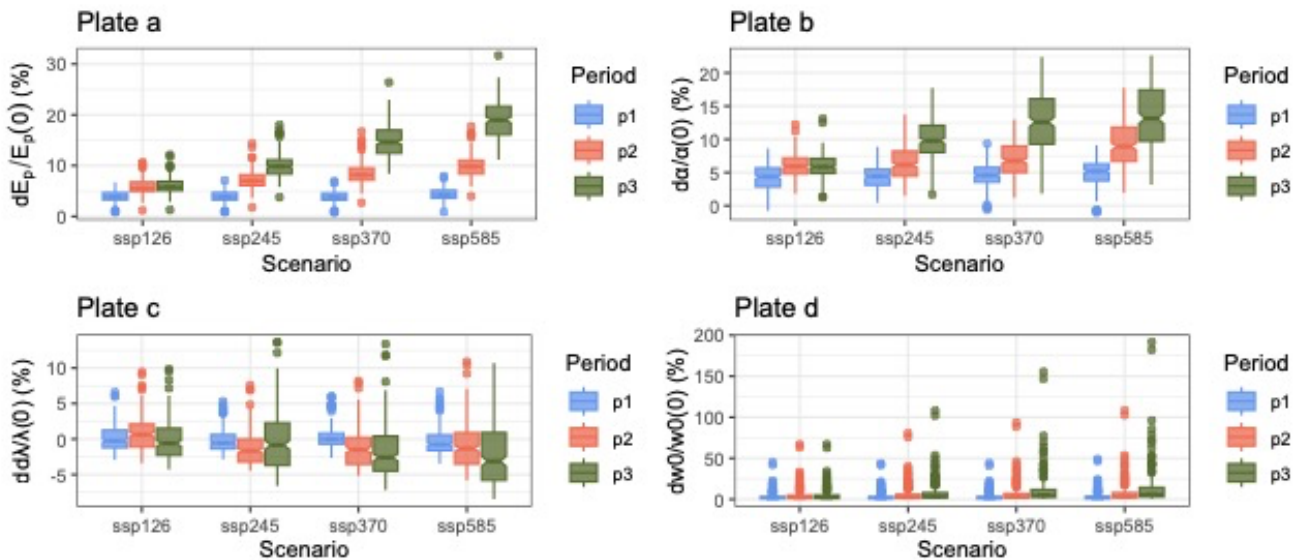 Plate a
dEₚ/Eₚ(0) (%)
30
20
10
0
ssp126 ssp245 ssp370 ssp585
Scenario
Period
p1
p2
p3
Plate b
dα/α(0) (%)
20
15
10
5
0
ssp126 ssp245 ssp370 ssp585
Scenario
Period
p1
p2
p3
Plate c
ddλ/λ(0) (%)
10
5
0
-5
ssp126 ssp245 ssp370 ssp585
Scenario
Period
p1
p2
p3
Plate d
dw0/w0(0) (%)
200
150
100
50
0
ssp126 ssp245 ssp370 ssp585
Scenario
Period
p1
p2
p3